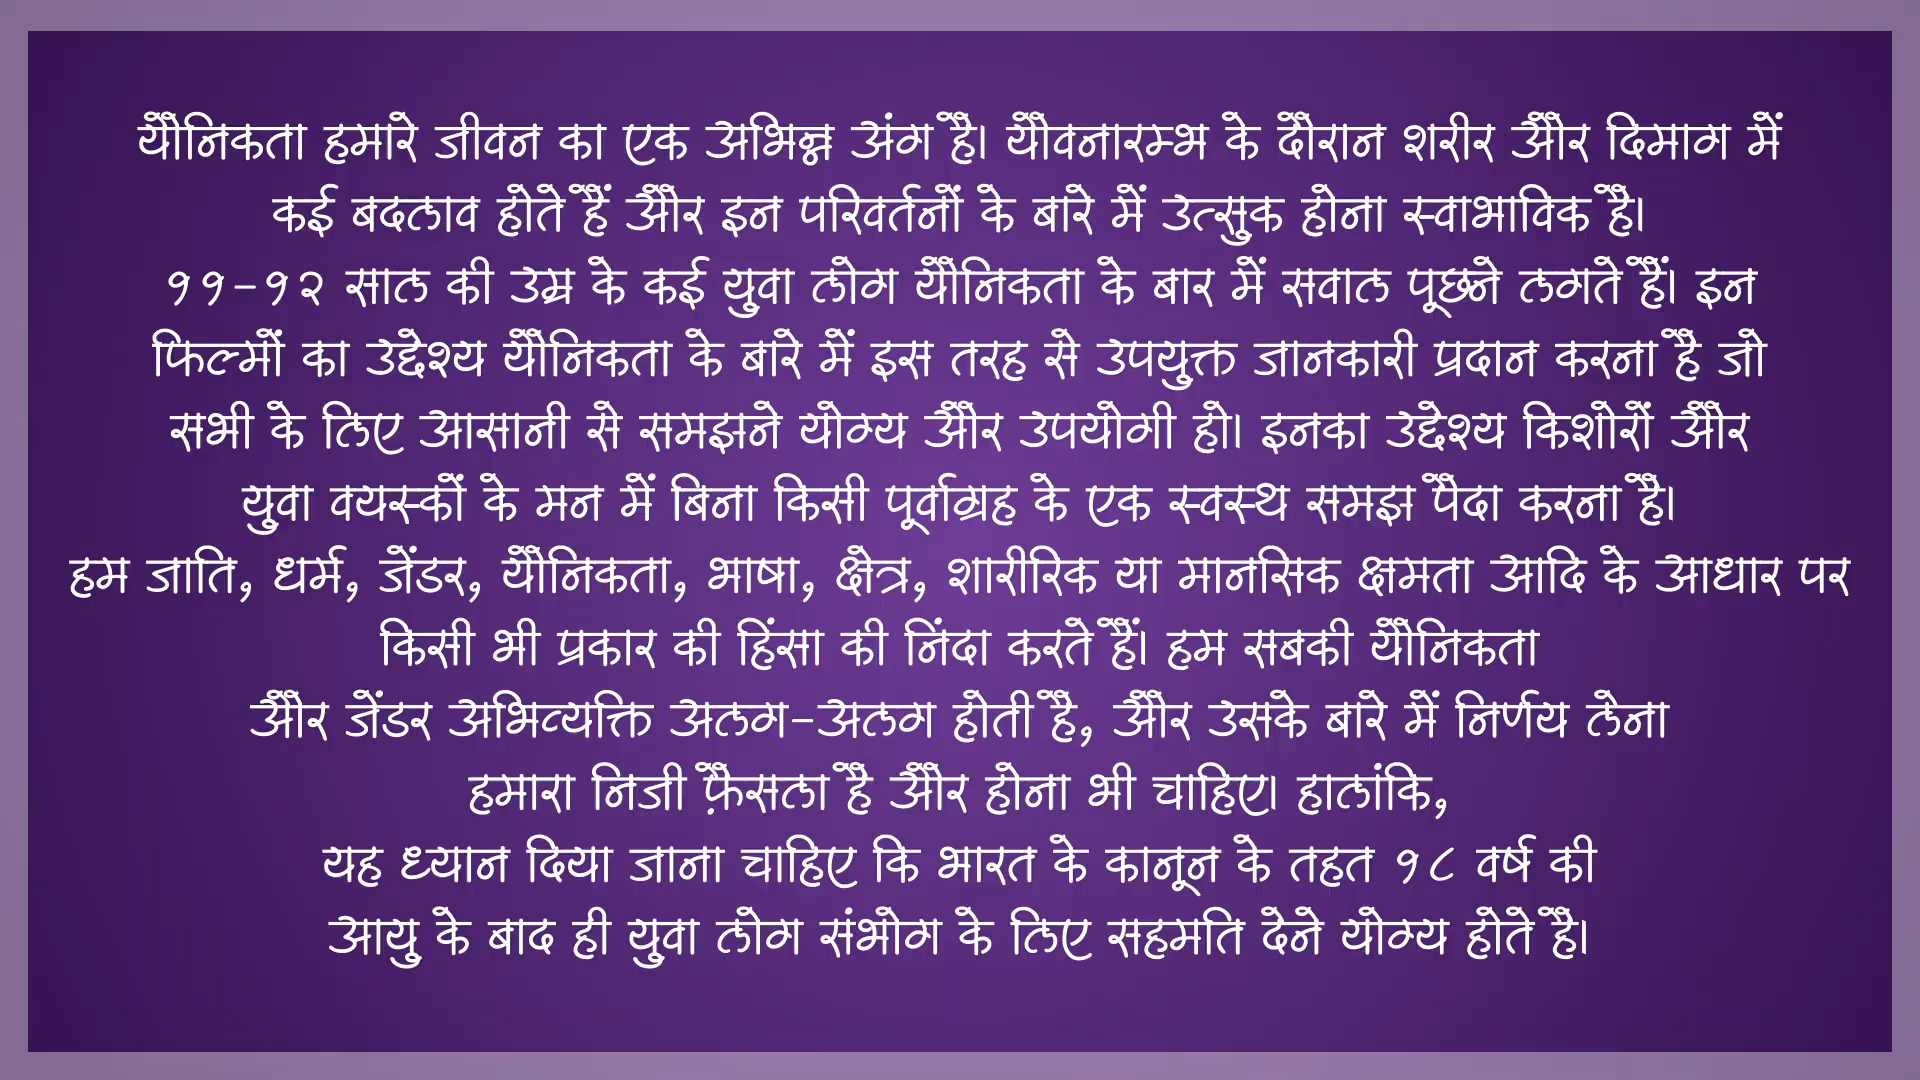 यौनिकता हमारे जीवन का एक अभिन्न अंग है। यौवनारम्भ के दौरान शरीर और दिमाग में
कई बदलाव होते हैं और इन परिवर्तनों के बारे में उत्सुक होना स्वाभाविक है।
११-१२ साल की उम्र के कई युवा लोग यौनिकता के बार में सवाल पूछने लगते हैं। इन
फिल्मों का उद्देश्य यौनिकता के बारे में इस तरह से उपयुक्त जानकारी प्रदान करना है जो
सभी के लिए आसानी से समझने योग्य और उपयोगी हो। इनका उद्देश्य किशोरों और
युवा वयस्कों के मन में बिना किसी पूर्वाग्रह के एक स्वस्थ समझ पैदा करना है।
हम जाति, धर्म, जेंडर, यौनिकता, भाषा, क्षेत्र, शारीरिक या मानसिक क्षमता आदि के आधार पर
किसी भी प्रकार की हिंसा की निंदा करते हैं। हम सबकी यौनिकता
और जेंडर अभिव्यक्ति अलग-अलग होती है, और उसके बारे में निर्णय लेना
हमारा निजी फ़ैसला है और होना भी चाहिए। हालांकि,
यह ध्यान दिया जाना चाहिए कि भारत के कानून के तहत १८ वर्ष की
आयु के बाद ही युवा लोग संभोग के लिए सहमति देने योग्य होते है।